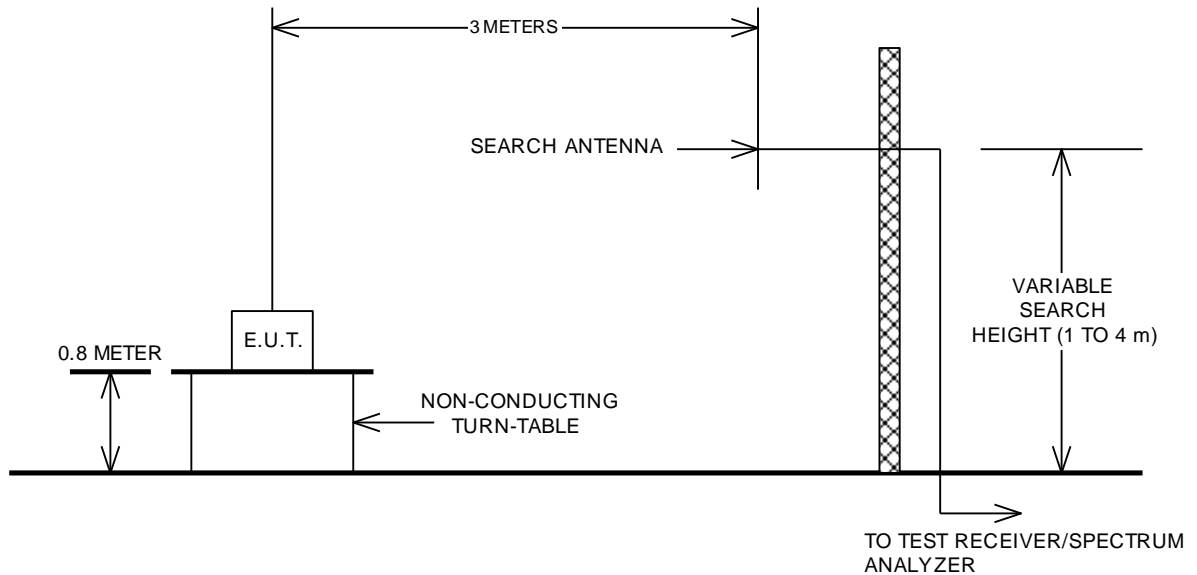 3 METERS
SEARCH ANTENNA
VARIABLE
SEARCH
HEIGHT (1 TO 4 m)
E.U.T.
0.8 METER
NON-CONDUCTING
TURN-TABLE
TO TEST RECEIVER/SPECTRUM
ANALYZER